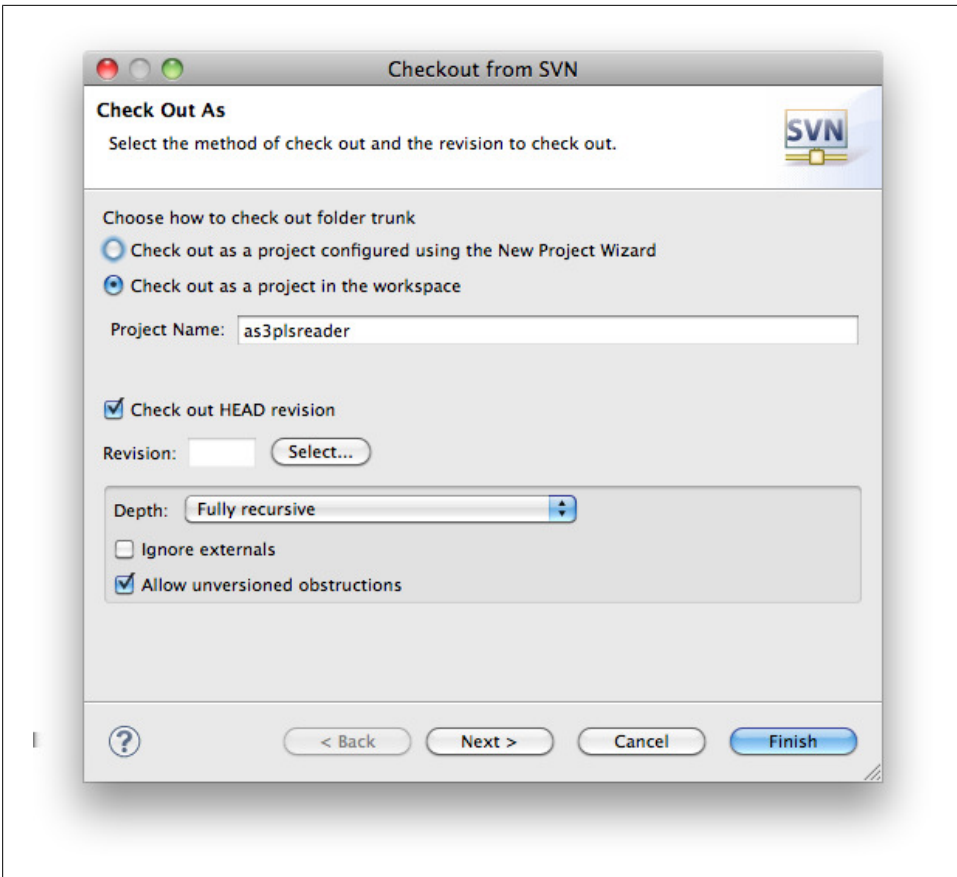 Checkout from SVN
Check Out As
Select the method of check out and the revision to check out.
SVN
Choose how to check out folder trunk
Check out as a project configured using the New Project Wizard
Check out as a project in the workspace
Project Name: as3plsreader
Check out HEAD revision
Revision: Select...
Depth: Fully recursive
Ignore externals
Allow unversioned obstructions
? < Back Next > Cancel Finish